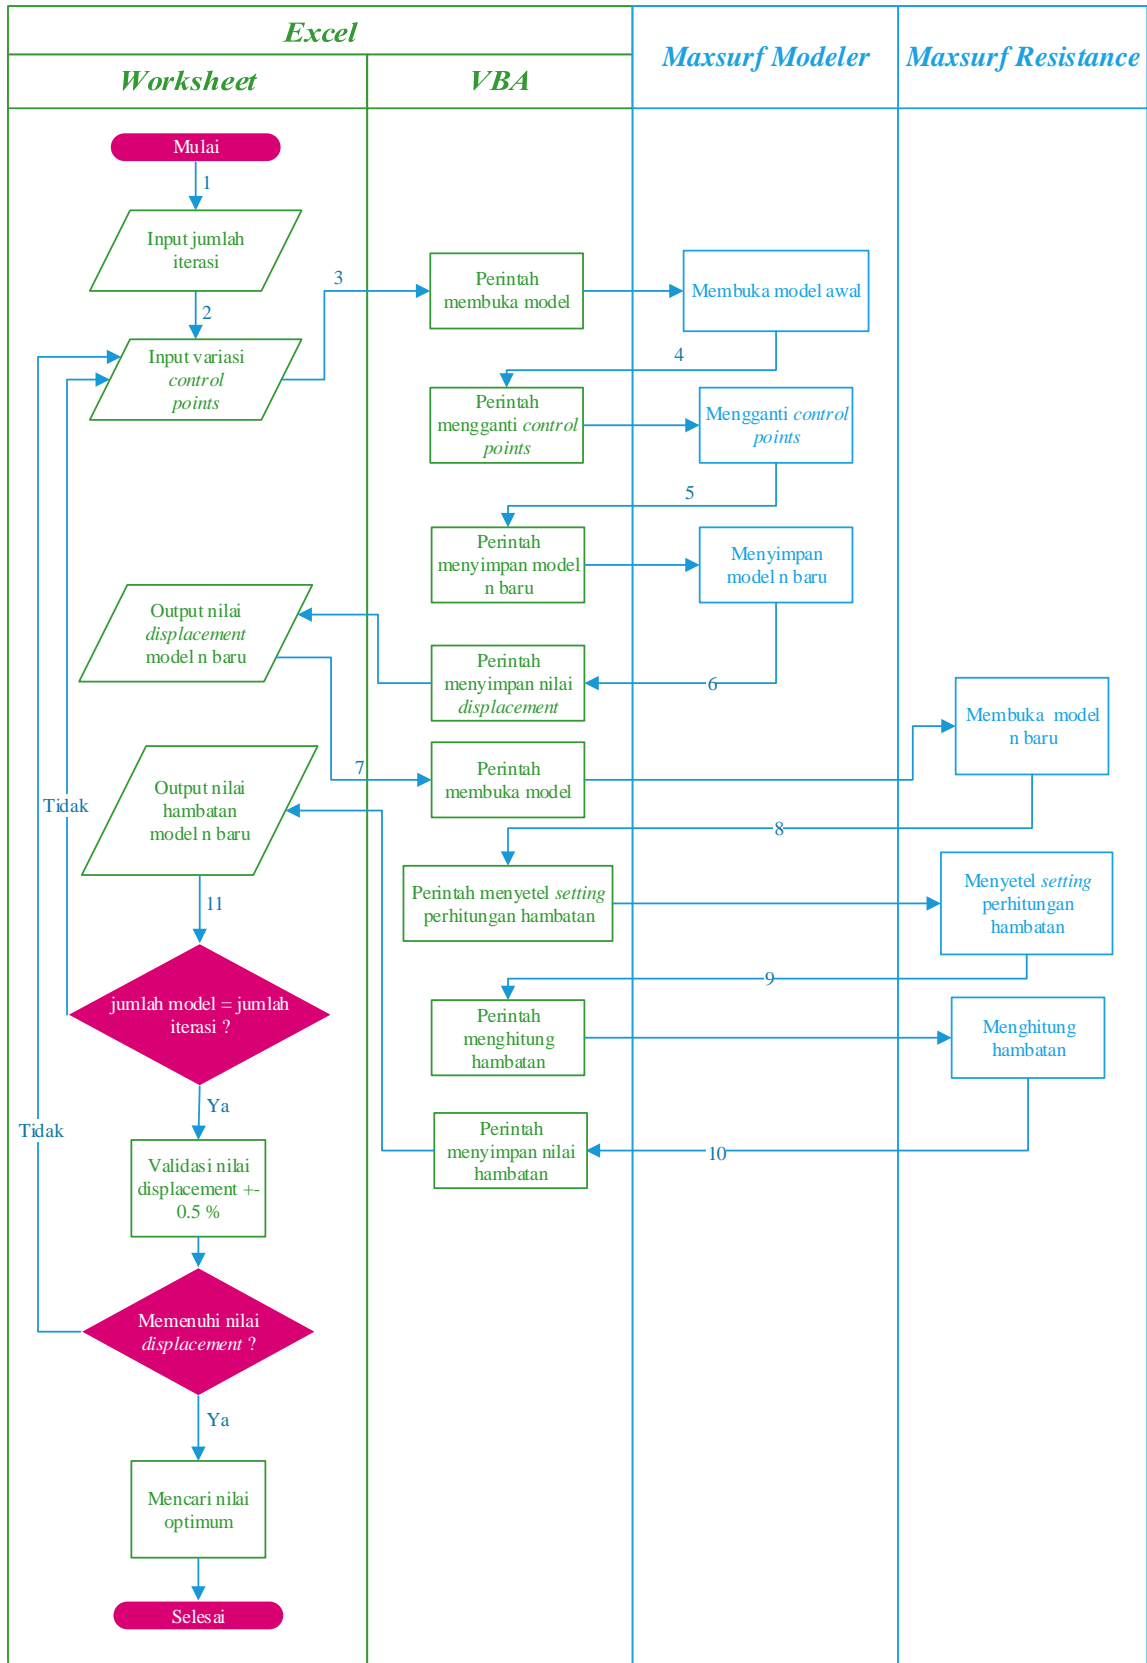 Excel
Worksheet
VBA
Maxsurf Modeler
Maxsurf Resistance
Mulai
1
Input jumlah
iterasi
2
Input variasi
control
points
3
Perintah
membuka model
Membuka model awal
4
Perintah
mengganti control
points
Mengganti control
points
5
Perintah
menyimpan model
n baru
Menyimpan
model n baru
6
Perintah
menyimpan nilai
displacement
Output nilai
displacement
model n baru
7
Perintah
membuka model
Membuka model
n baru
8
Perintah menyetel setting
perhitungan hambatan
Menyetel setting
perhitungan
hambatan
9
Perintah
menghitung
hambatan
Menghitung
hambatan
10
Perintah
menyimpan nilai
hambatan
Output nilai
hambatan
model n baru
11
jumlah model = jumlah
iterasi ?
Tidak
Ya
Validasi nilai
displacement +-
0.5 %
Memenuhi nilai
displacement ?
Tidak
Ya
Mencari nilai
optimum
Selesai